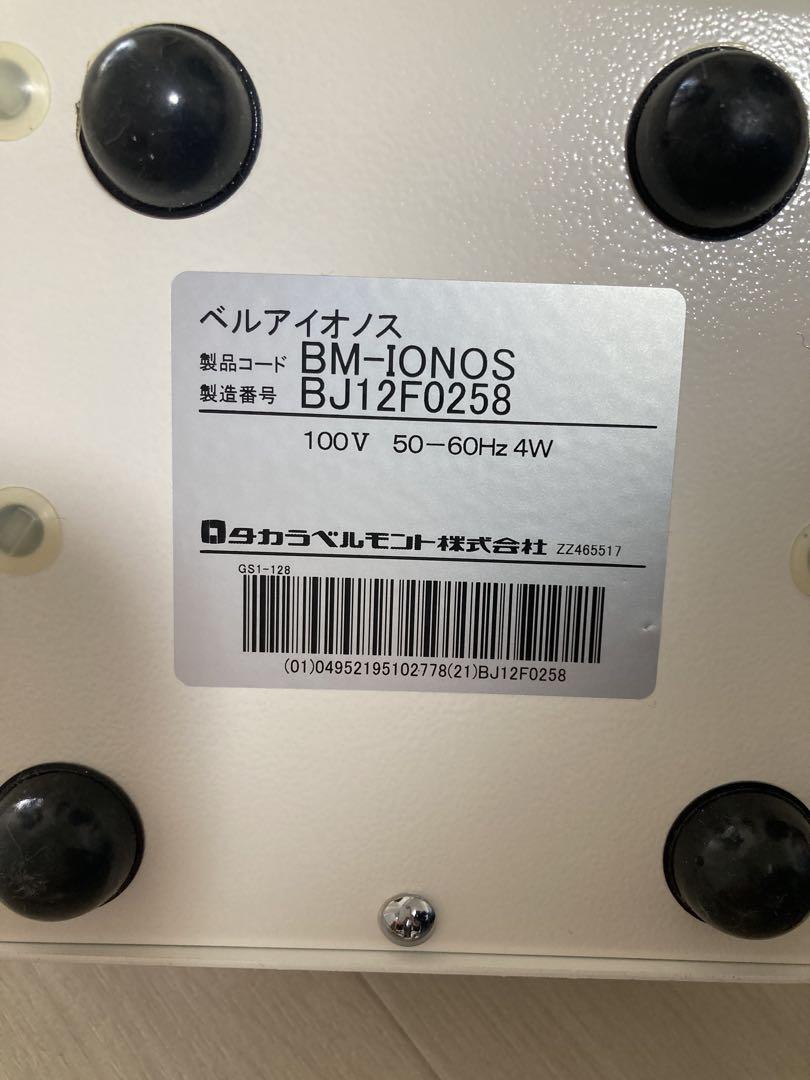 ベルアイオノス
製品コード BM-IONOS
製造番号 BJ12F0258
100V 50-60Hz 4W
タカラベルモント株式会社 ZZ465517
GS1-128
(01)04952195102778(21)BJ12F0258